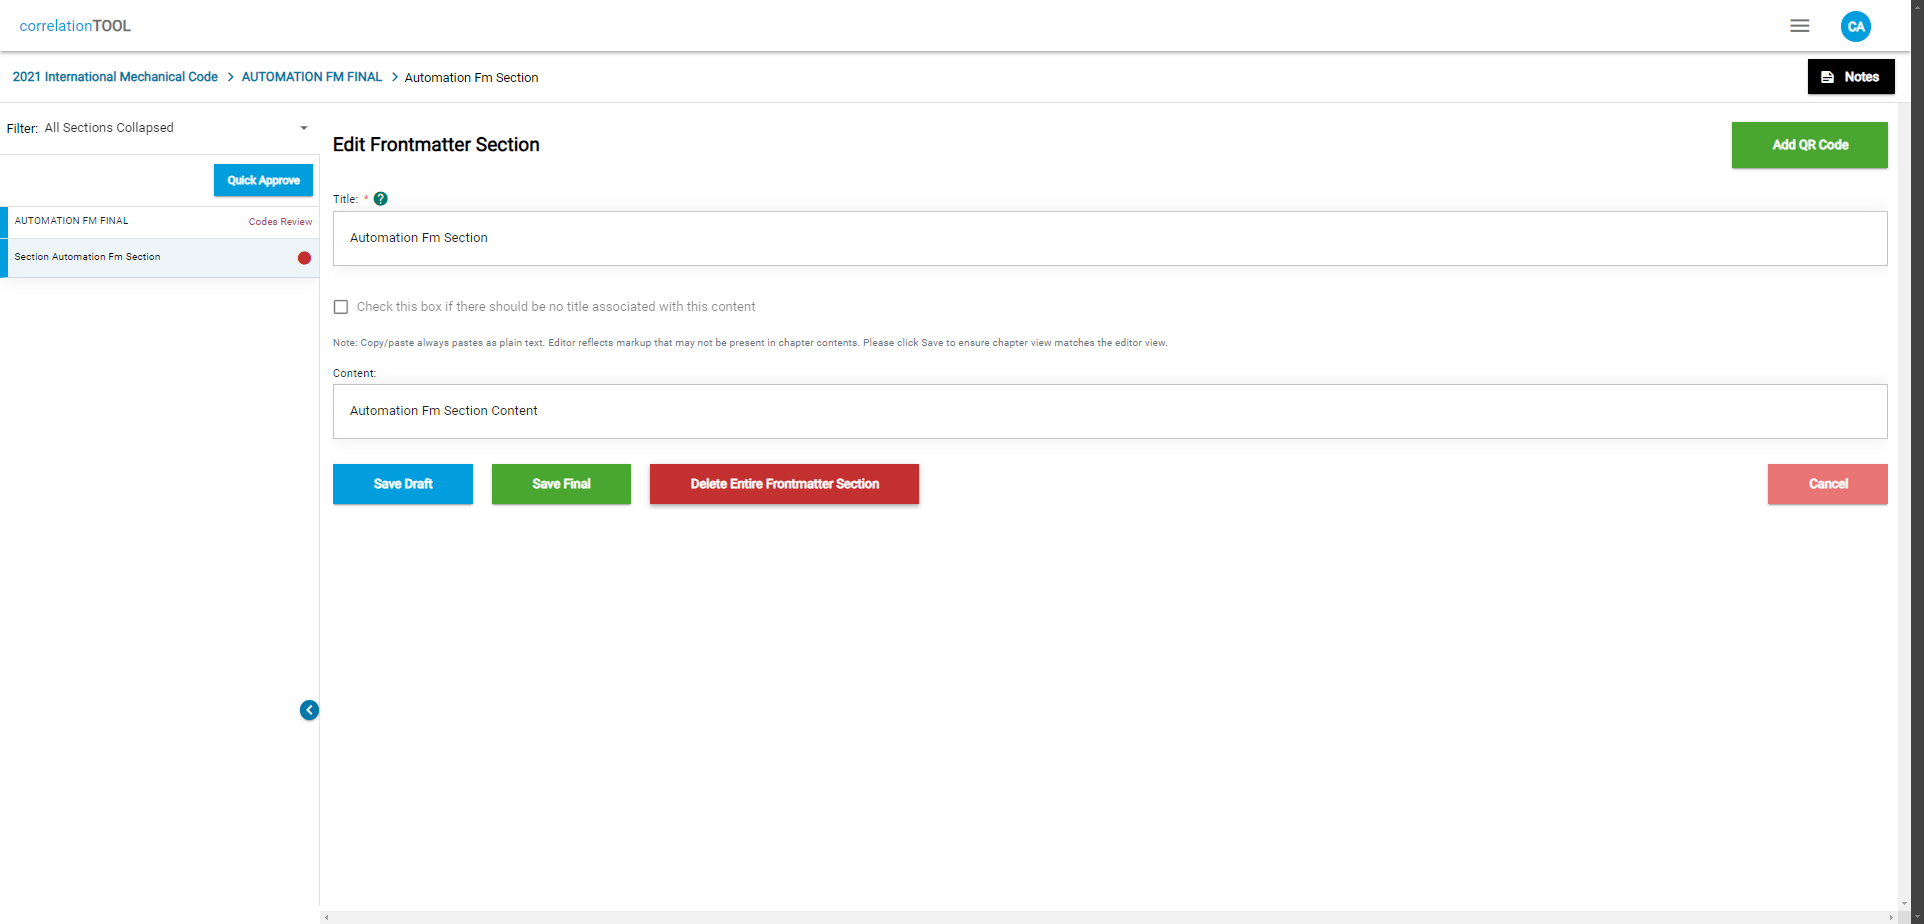 correlationTOOL
CA
2021 International Mechanical Code > AUTOMATION FM FINAL > Automation Fm Section
Notes
Filter: All Sections Collapsed
Quick Approve
AUTOMATION FM FINAL Codes Review
Section Automation Fm Section
Edit Frontmatter Section
Add QR Code
Title: * ?
Automation Fm Section
Check this box if there should be no title associated with this content
Note: Copy/paste always pastes as plain text. Editor reflects markup that may not be present in chapter contents. Please click Save to ensure chapter view matches the editor view.
Content:
Automation Fm Section Content
Save Draft
Save Final
Delete Entire Frontmatter Section
Cancel